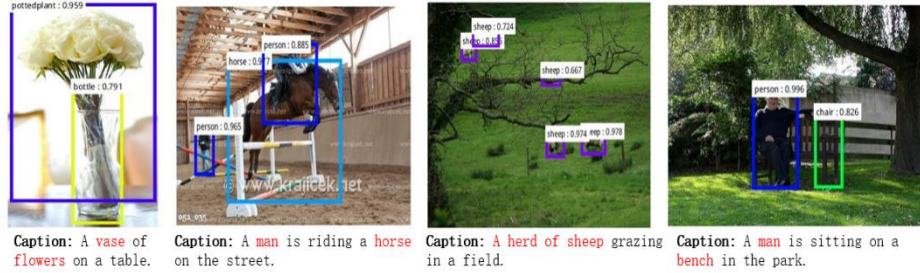 pottedplant : 0.959
bottle : 0.791
person : 0.885
horse : 0.9
person : 0.965
© www.krajicek.net
sheep : 0.724
sheep : 0.667
sheep : 0.974
eep : 0.978
person : 0.996
chair : 0.826
Caption: A vase of
flowers on a table.
Caption: A man is riding a horse
on the street.
Caption: A herd of sheep grazing
in a field.
Caption: A man is sitting on a
bench in the park.